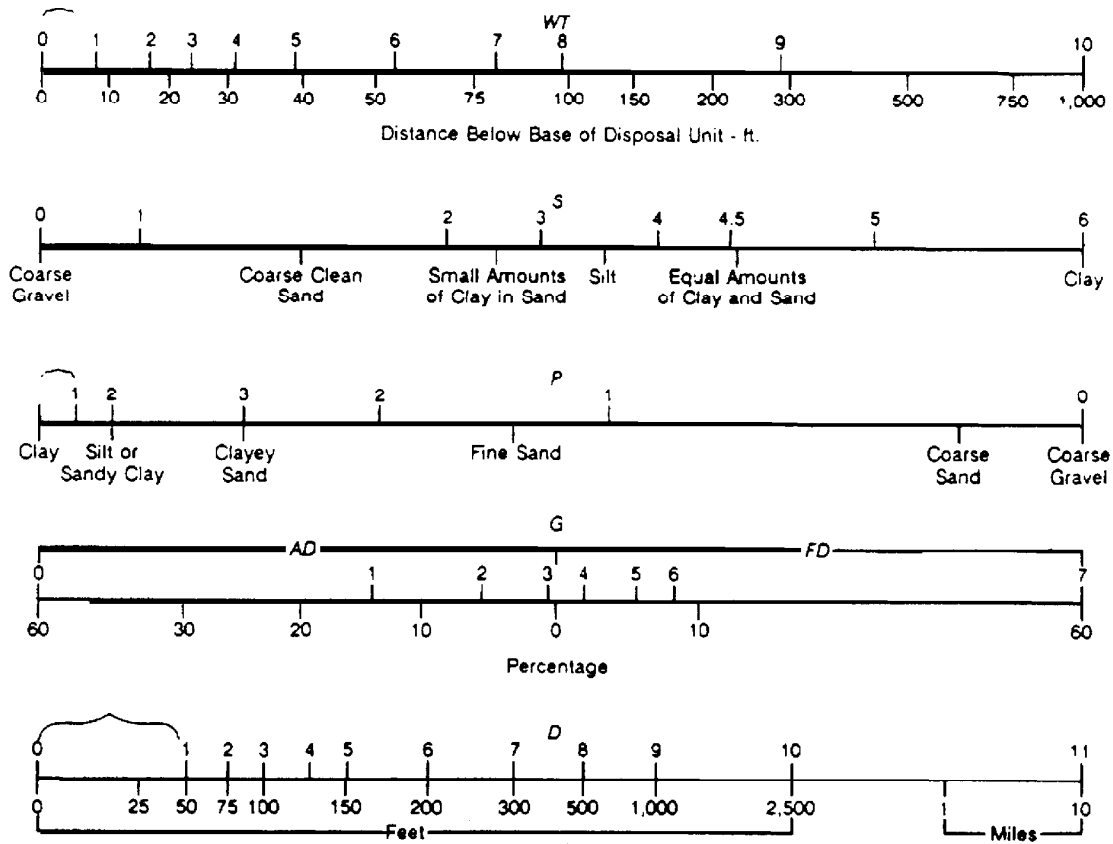 WT
0 1 2 3 4 5 6 7 8 9 10
0 10 20 30 40 50 75 100 150 200 300 500 750 1,000
Distance Below Base of Disposal Unit - ft.
S
0 1 2 3 4 4.5 5 6
Coarse Coarse Clean Small Amounts Silt Equal Amounts Clay
Gravel Sand of Clay in Sand of Clay and Sand
P
1 2 3 2 1 0
Clay Silt or Clayey Fine Sand Coarse Coarse
Sandy Clay Sand Sand Gravel
G
AD FD
0 1 2 3 4 5 6 7
60 30 20 10 0 10 60
Percentage
D
0 1 2 3 4 5 6 7 8 9 10 11
0 25 50 75 100 150 200 300 500 1,000 2,500 1 10
Feet Miles